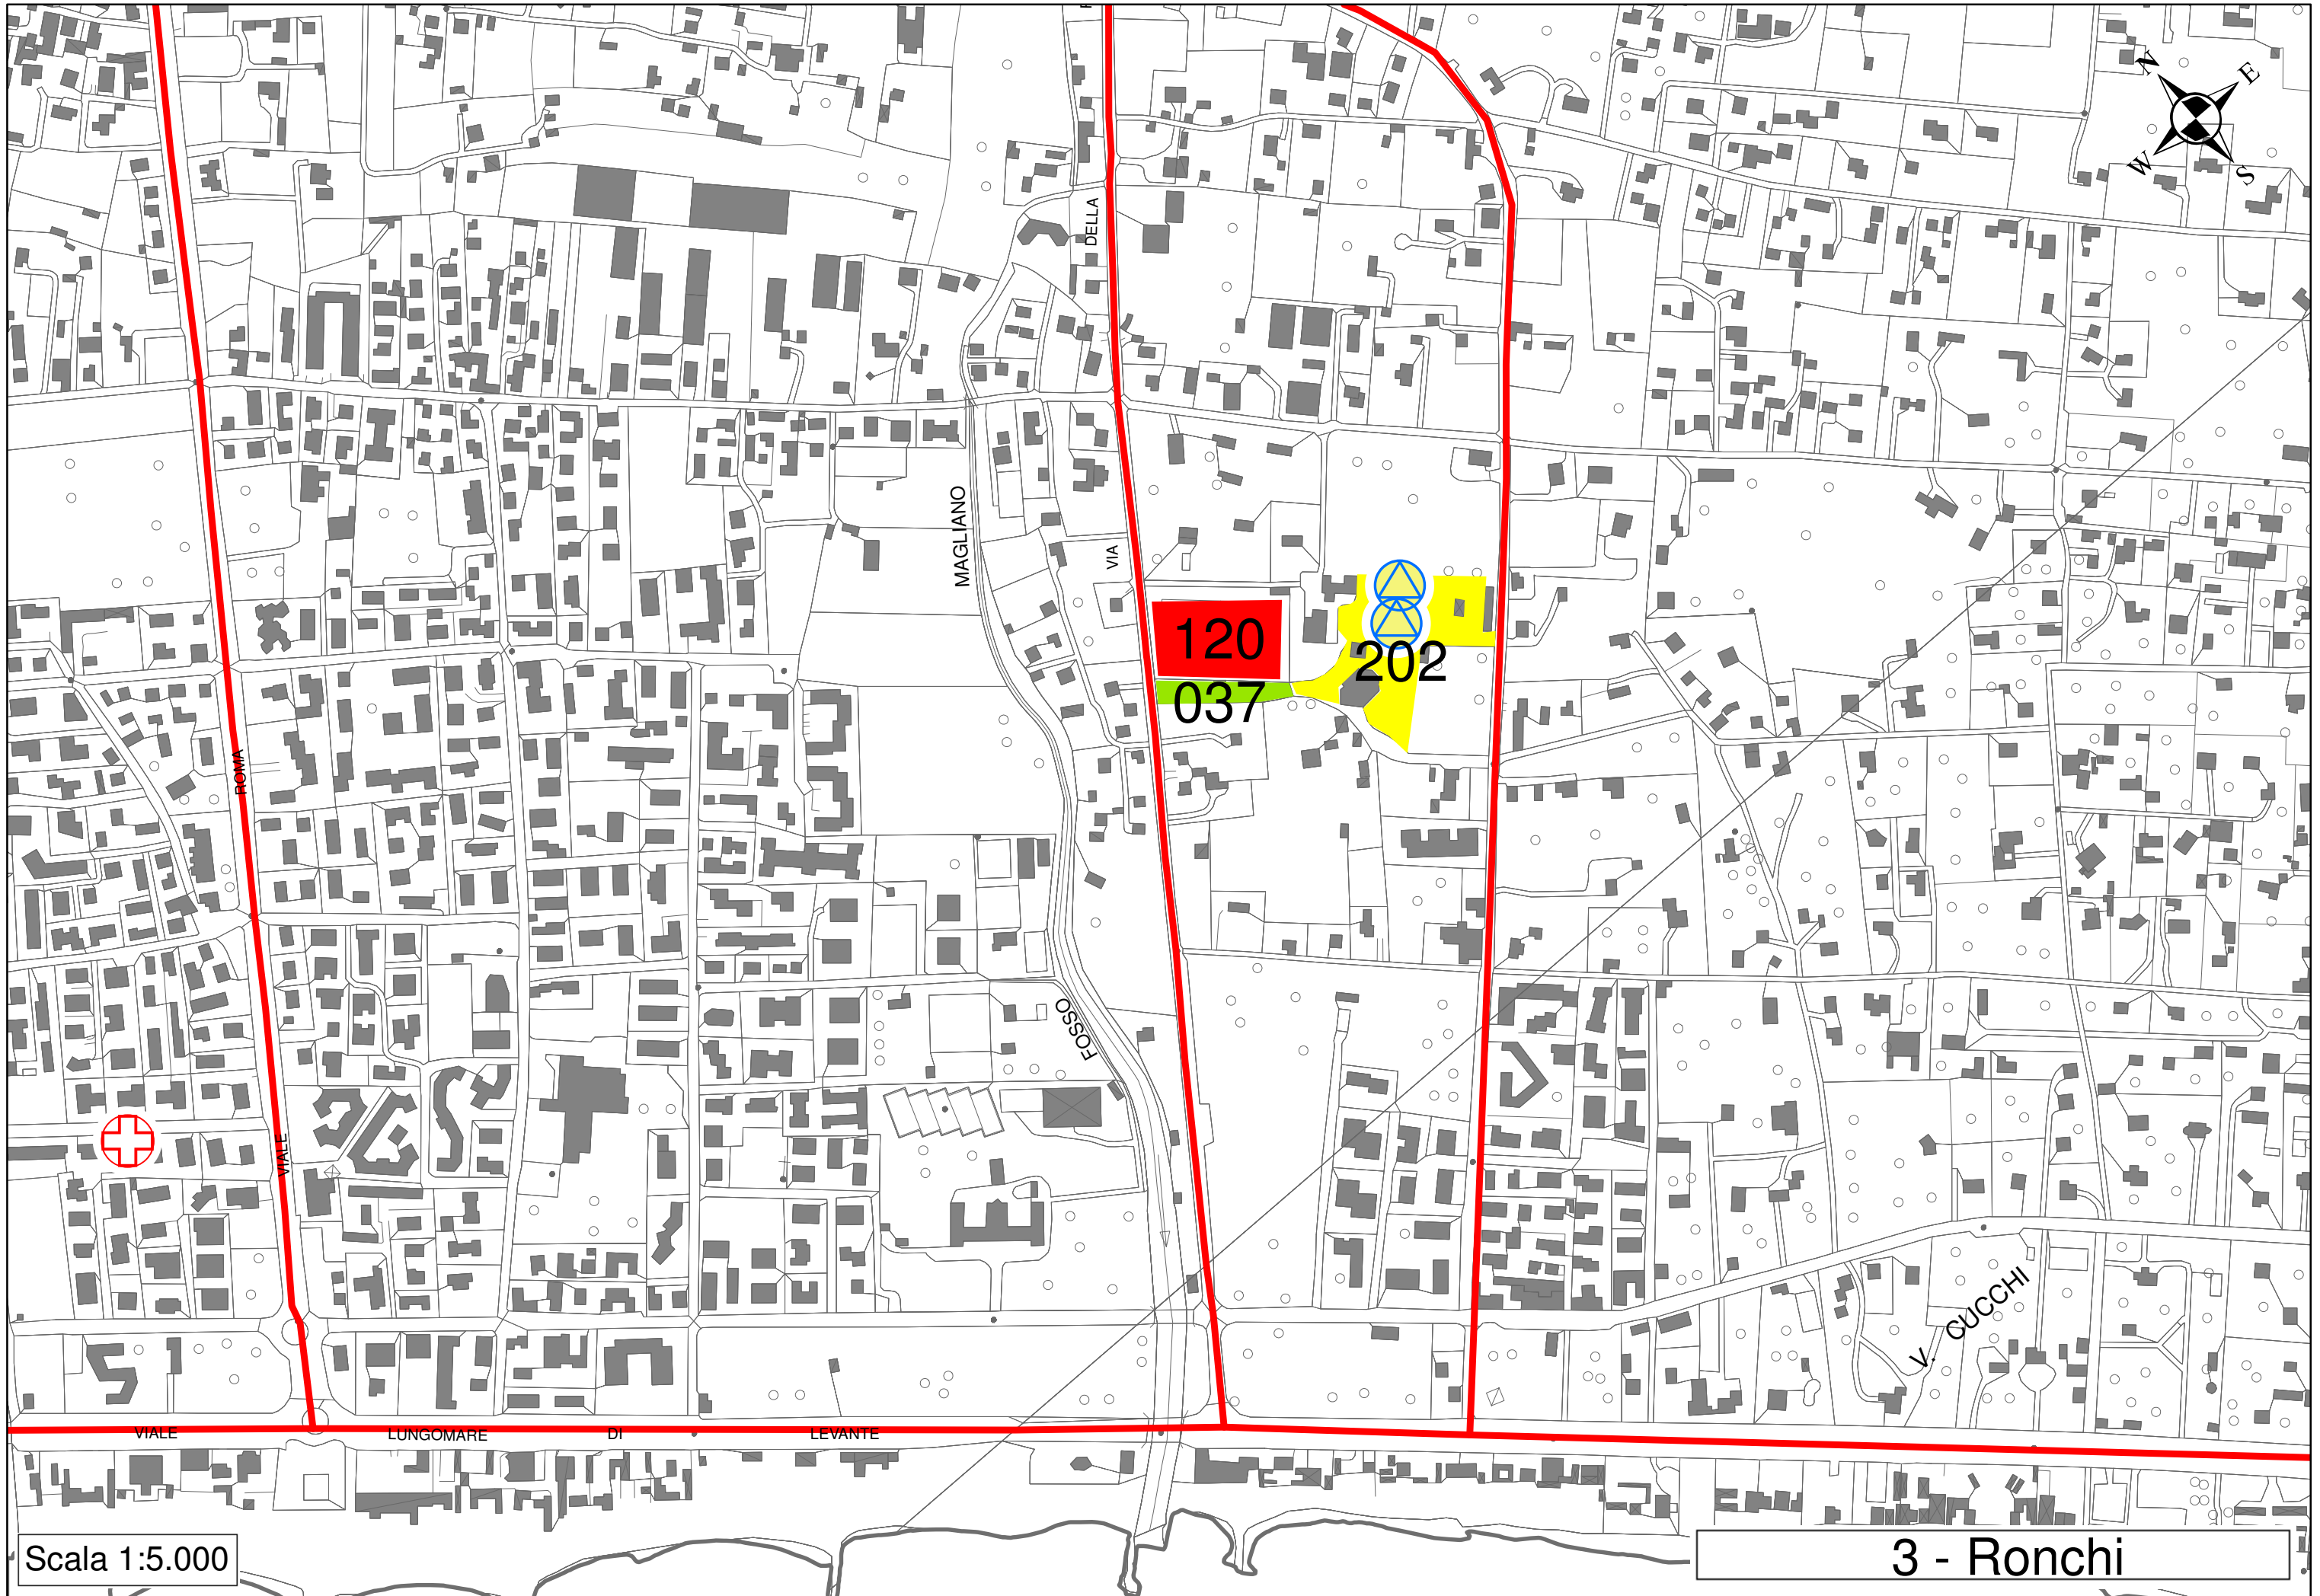 N
E
W
S
DELLA
MAGLIANO
VIA
120
202
037
ROMA
FOSSO
VIALE
V. CUCCHI
VIALE LUNGOMARE DI LEVANTE
Scala 1:5.000
3 - Ronchi